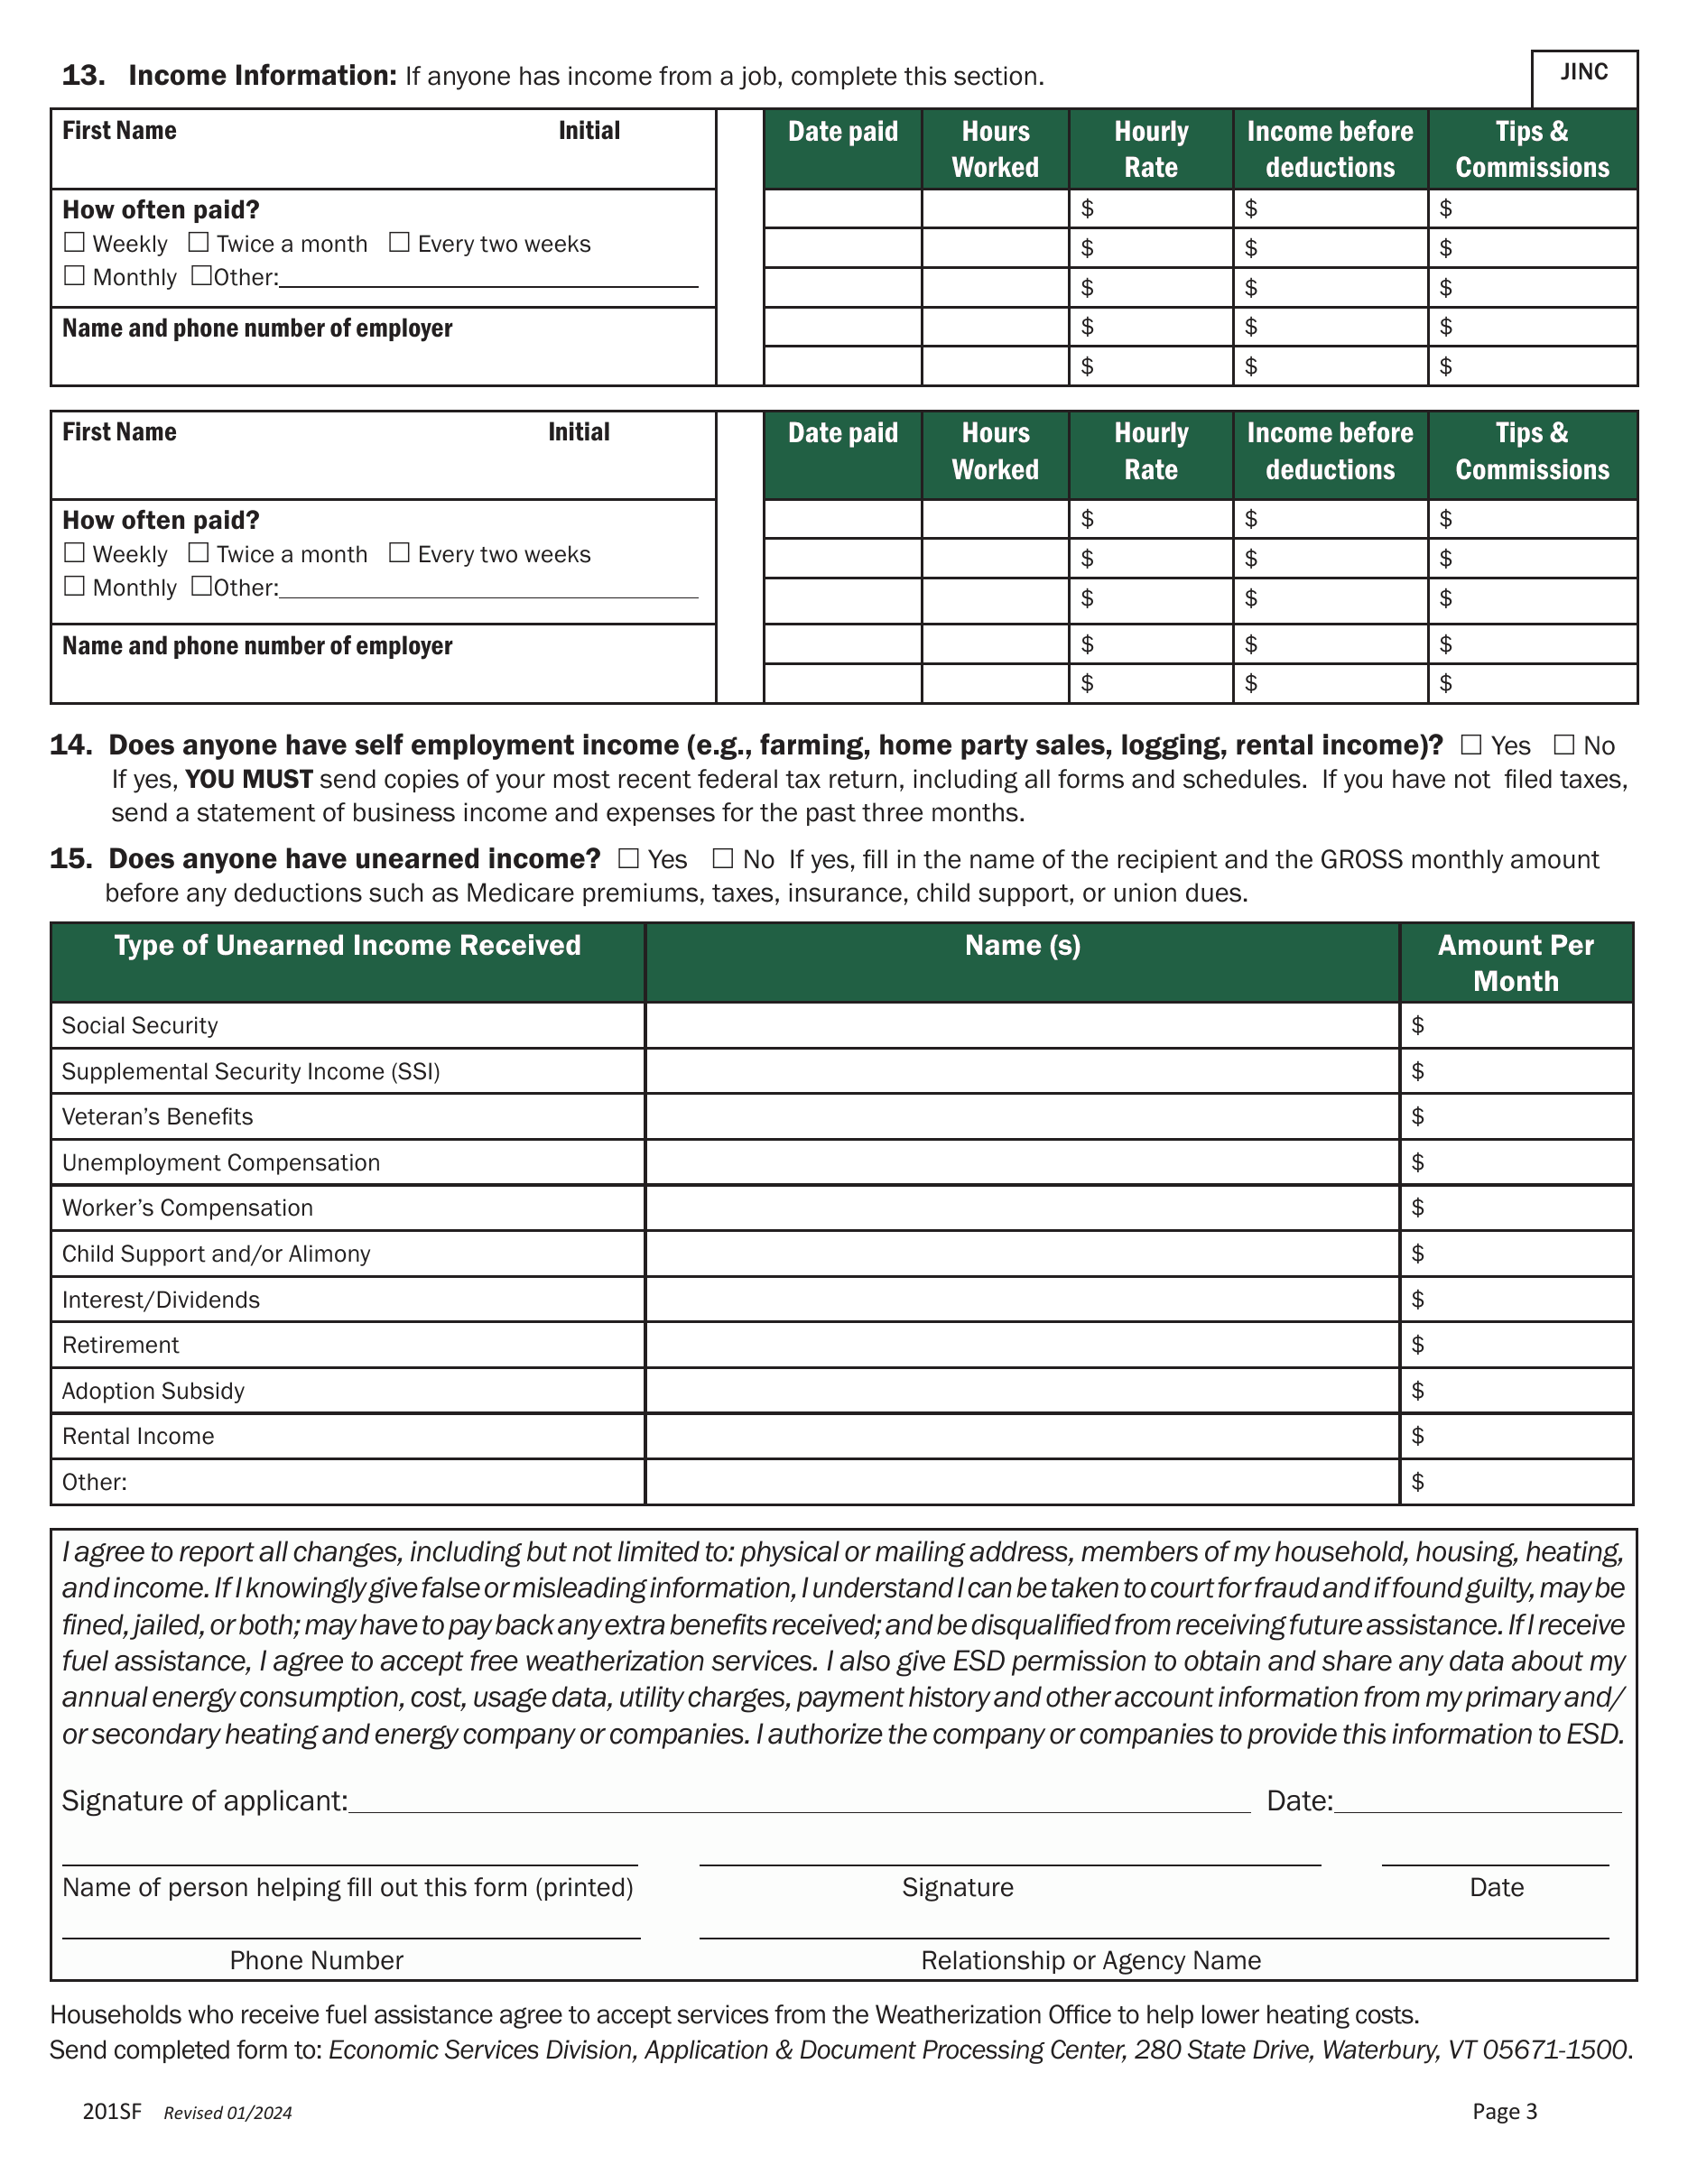 13. Income Information: If anyone has income from a job, complete this section.
JINC
First Name Initial
Date paid Hours Worked Hourly Rate Income before deductions Tips & Commissions
How often paid?
☐ Weekly ☐ Twice a month ☐ Every two weeks
☐ Monthly ☐Other:
Name and phone number of employer
$ $ $
$ $ $
$ $ $
$ $ $
$ $ $
First Name Initial
Date paid Hours Worked Hourly Rate Income before deductions Tips & Commissions
How often paid?
☐ Weekly ☐ Twice a month ☐ Every two weeks
☐ Monthly ☐Other:
Name and phone number of employer
$ $ $
$ $ $
$ $ $
$ $ $
$ $ $
14. Does anyone have self employment income (e.g., farming, home party sales, logging, rental income)? ☐ Yes ☐ No
If yes, YOU MUST send copies of your most recent federal tax return, including all forms and schedules. If you have not filed taxes,
send a statement of business income and expenses for the past three months.
15. Does anyone have unearned income? ☐ Yes ☐ No If yes, fill in the name of the recipient and the GROSS monthly amount
before any deductions such as Medicare premiums, taxes, insurance, child support, or union dues.
Type of Unearned Income Received Name (s) Amount Per Month
Social Security $
Supplemental Security Income (SSI) $
Veteran’s Benefits $
Unemployment Compensation $
Worker’s Compensation $
Child Support and/or Alimony $
Interest/Dividends $
Retirement $
Adoption Subsidy $
Rental Income $
Other: $
I agree to report all changes, including but not limited to: physical or mailing address, members of my household, housing, heating,
and income. If I knowingly give false or misleading information, I understand I can be taken to court for fraud and if found guilty, may be
fined, jailed, or both; may have to pay back any extra benefits received; and be disqualified from receiving future assistance. If I receive
fuel assistance, I agree to accept free weatherization services. I also give ESD permission to obtain and share any data about my
annual energy consumption, cost, usage data, utility charges, payment history and other account information from my primary and/
or secondary heating and energy company or companies. I authorize the company or companies to provide this information to ESD.
Signature of applicant: Date:
Name of person helping fill out this form (printed) Signature Date
Phone Number Relationship or Agency Name
Households who receive fuel assistance agree to accept services from the Weatherization Office to help lower heating costs.
Send completed form to: Economic Services Division, Application & Document Processing Center, 280 State Drive, Waterbury, VT 05671-1500.
201SF Revised 01/2024 Page 3